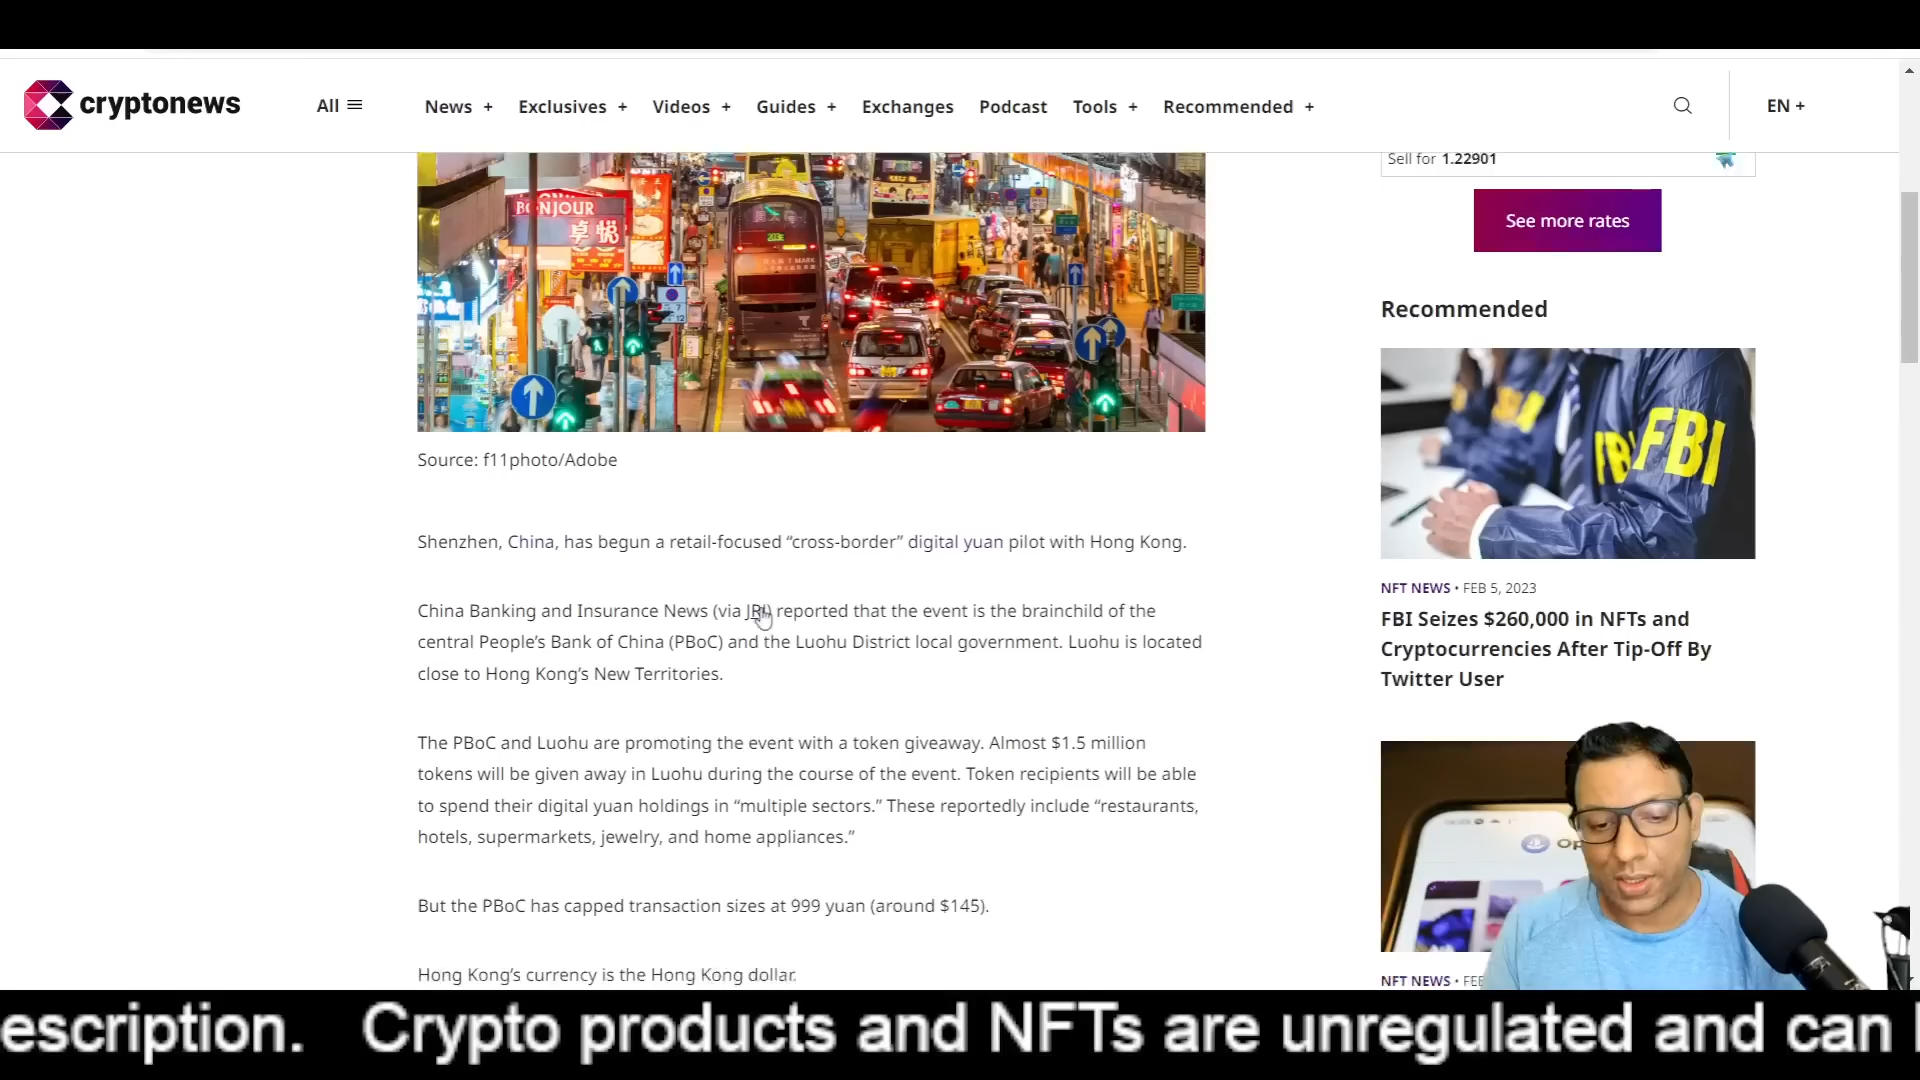 cryptonews
All
News +
Exclusives +
Videos +
Guides +
Exchanges
Podcast
Tools +
Recommended +
EN +
BONJOUR
卓悅
203E
Source: f11photo/Adobe
Shenzhen, China, has begun a retail-focused “cross-border” digital yuan pilot with Hong Kong.
China Banking and Insurance News (via JBI) reported that the event is the brainchild of the
central People’s Bank of China (PBoC) and the Luohu District local government. Luohu is located
close to Hong Kong’s New Territories.
The PBoC and Luohu are promoting the event with a token giveaway. Almost $1.5 million
tokens will be given away in Luohu during the course of the event. Token recipients will be able
to spend their digital yuan holdings in “multiple sectors.” These reportedly include “restaurants,
hotels, supermarkets, jewelry, and home appliances.”
But the PBoC has capped transaction sizes at 999 yuan (around $145).
Hong Kong’s currency is the Hong Kong dollar.
Sell for 1.22901
See more rates
Recommended
FBI
FBI
NFT NEWS • FEB 5, 2023
FBI Seizes $260,000 in NFTs and
Cryptocurrencies After Tip-Off By
Twitter User
Op
NFT NEWS • FEB
escription. Crypto products and NFTs are unregulated and can